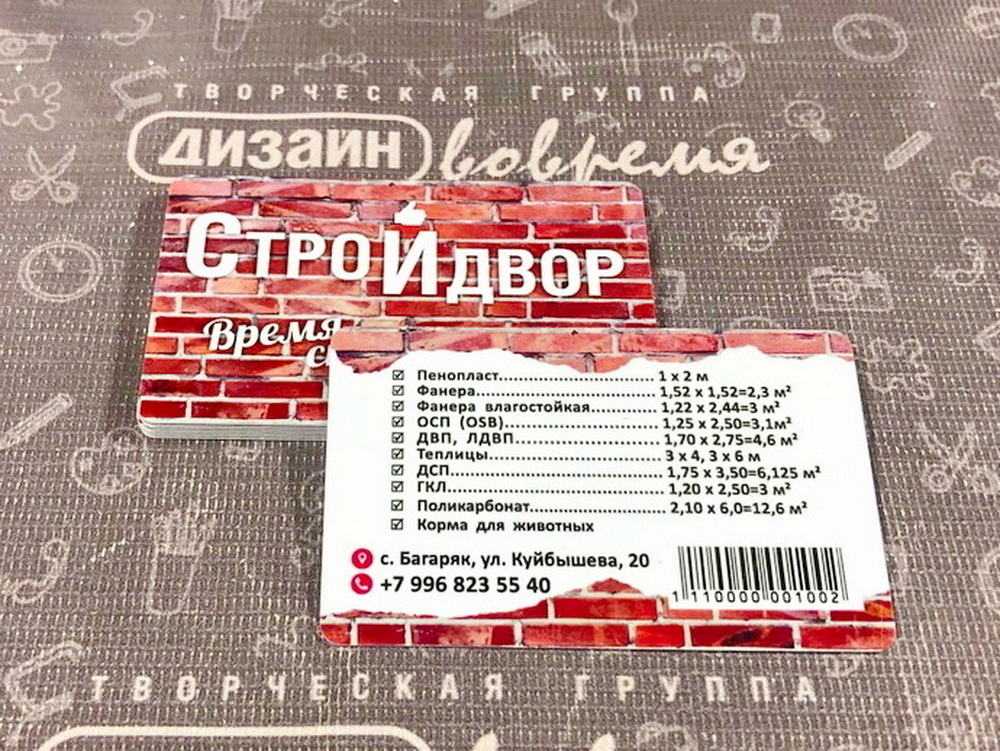 ТВОРЧЕСКАЯ ГРУППА
дизайн вовремя
СтройДвор
Время
Пенопласт............................... 1 x 2 м
Фанера.................................... 1,52 x 1,52=2,3 м²
Фанера влагостойкая............. 1,22 x 2,44=3 м²
ОСП (OSB)............................... 1,25 x 2,50=3,1м²
ДВП, ЛДВП............................. 1,70 x 2,75=4,6 м²
Теплицы.................................. 3 x 4, 3 x 6 м
ДСП.......................................... 1,75 x 3,50=6,125 м²
ГКЛ........................................... 1,20 x 2,50=3 м²
Поликарбонат.......................... 2,10 x 6,0=12,6 м²
Корма для животных
с. Багаряк, ул. Куйбышева, 20
+7 996 823 55 40
1 110000 001002
ТВОРЧЕСКАЯ ГРУППА